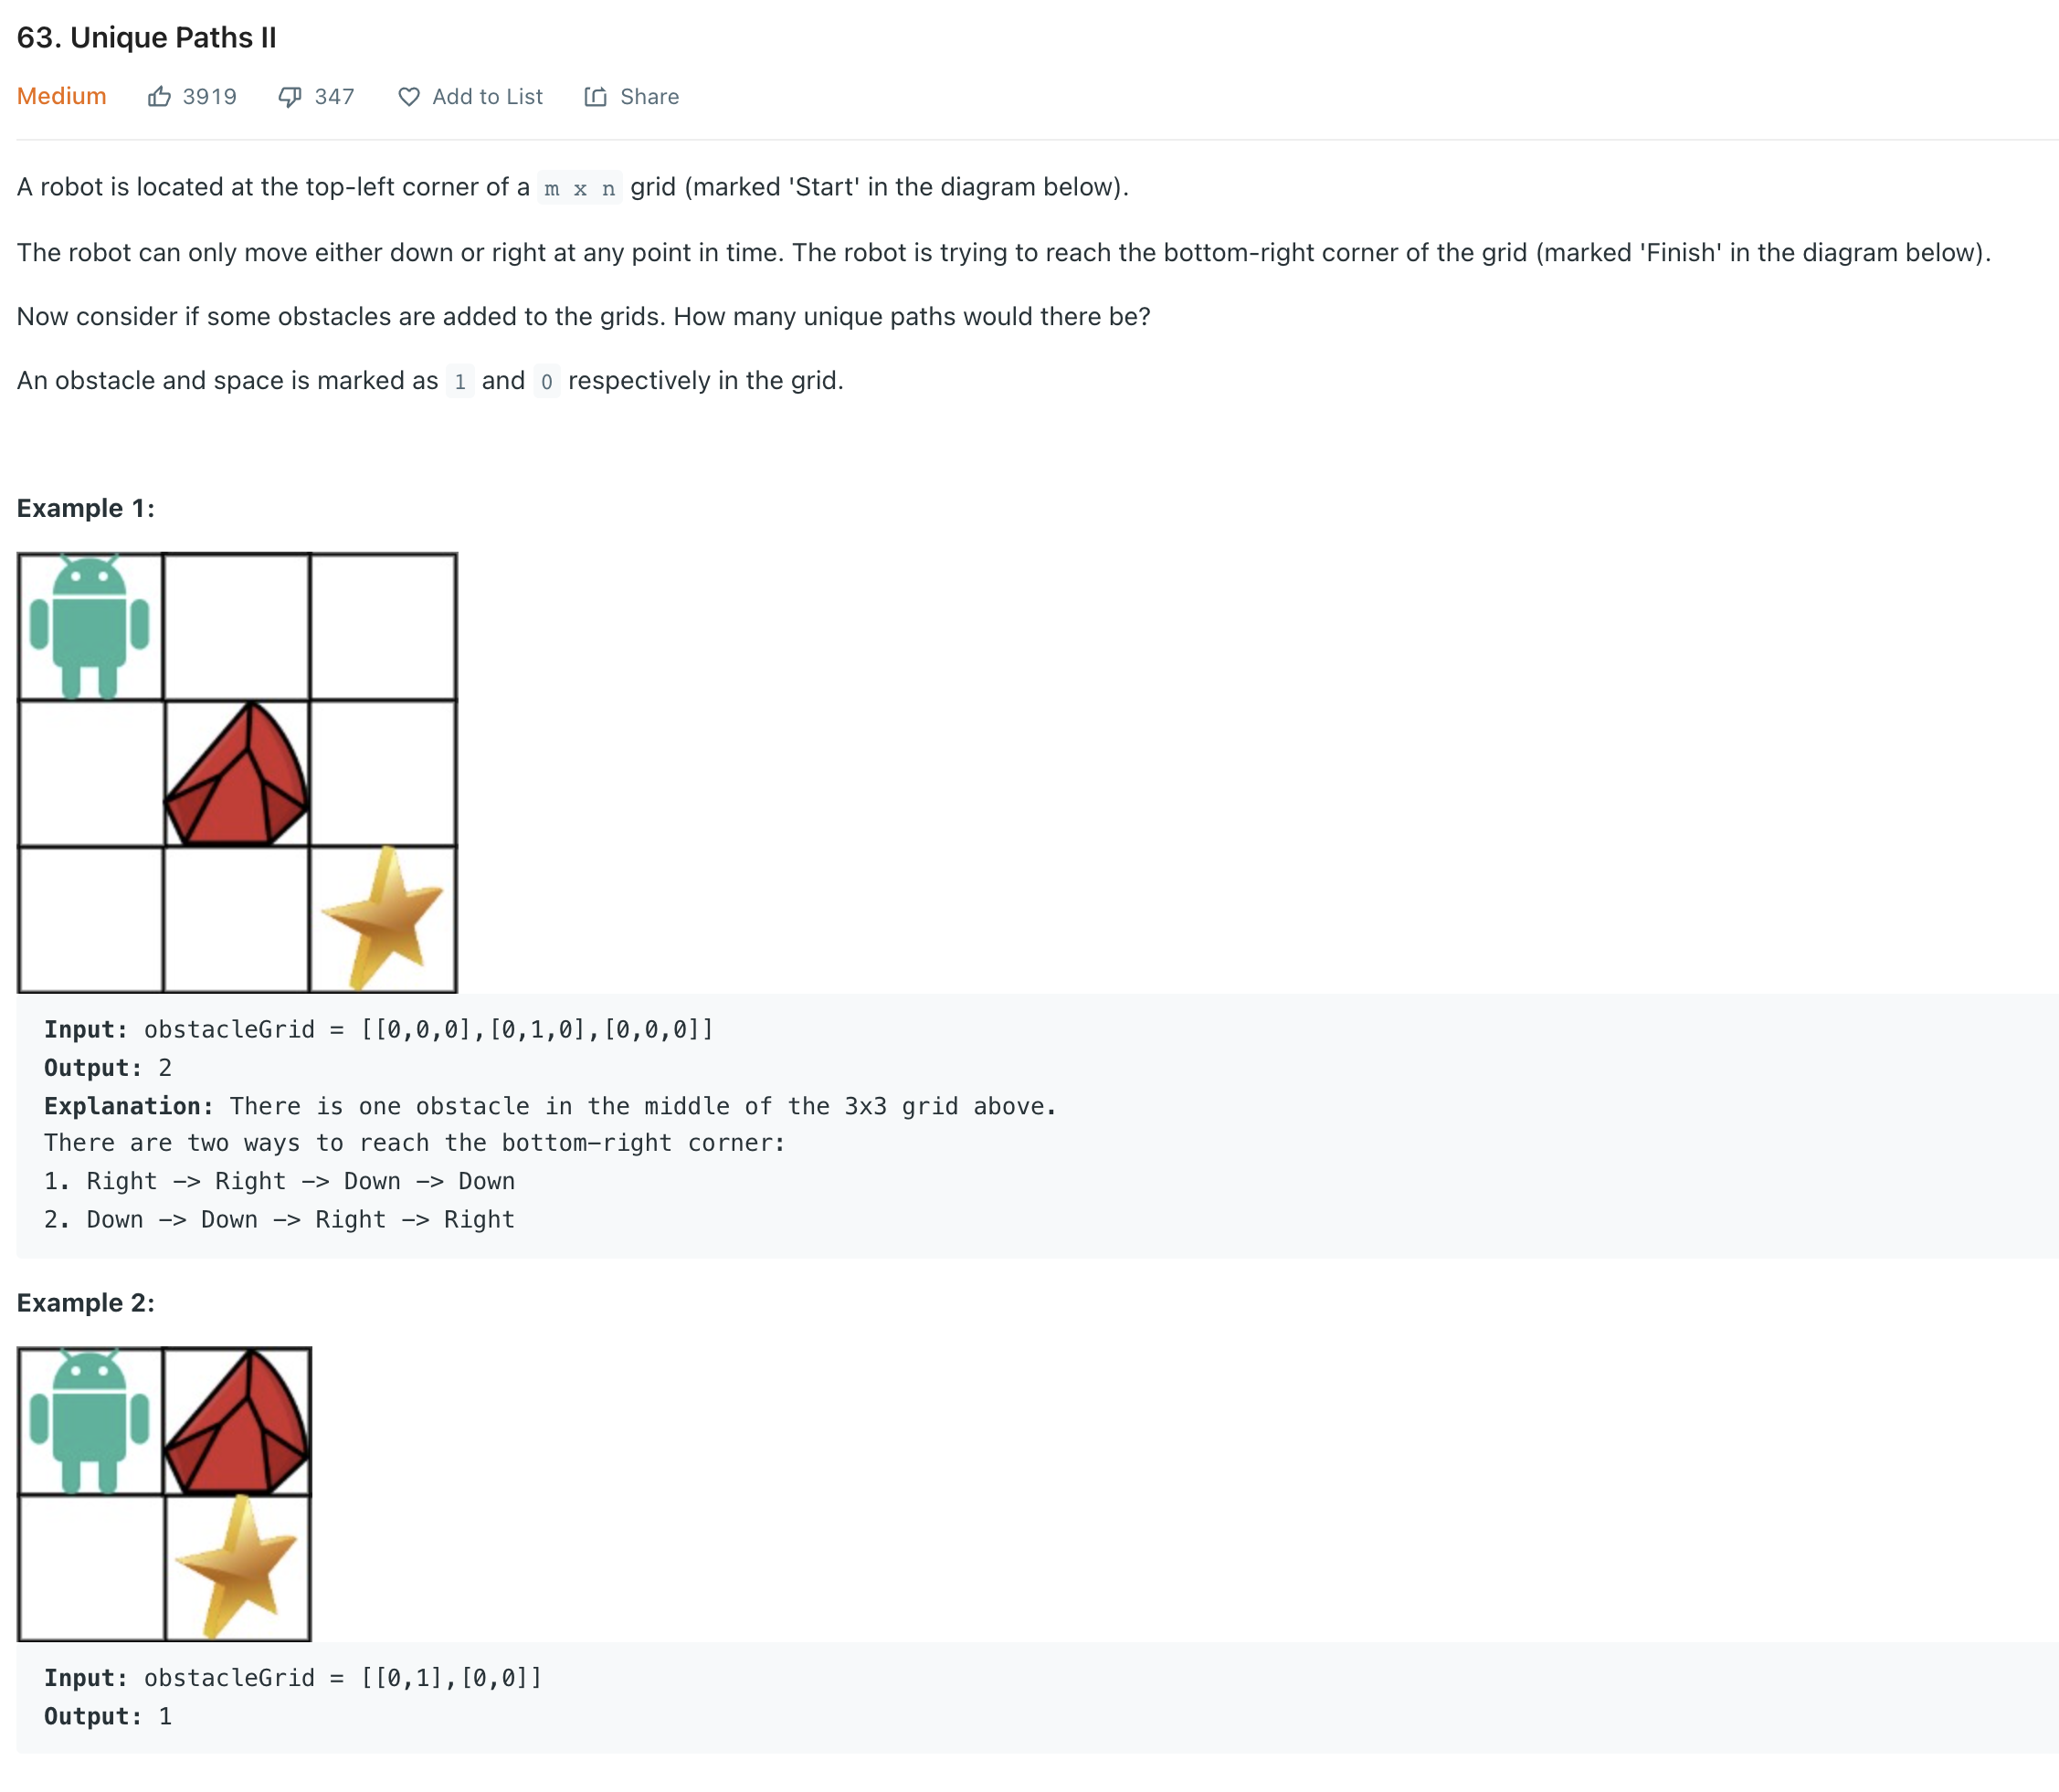 63. Unique Paths II
Medium 3919 347 Add to List Share
A robot is located at the top-left corner of a m x n grid (marked 'Start' in the diagram below).
The robot can only move either down or right at any point in time. The robot is trying to reach the bottom-right corner of the grid (marked 'Finish' in the diagram below).
Now consider if some obstacles are added to the grids. How many unique paths would there be?
An obstacle and space is marked as 1 and 0 respectively in the grid.
Example 1:
Input: obstacleGrid = [[0,0,0],[0,1,0],[0,0,0]]
Output: 2
Explanation: There is one obstacle in the middle of the 3x3 grid above.
There are two ways to reach the bottom-right corner:
1. Right -> Right -> Down -> Down
2. Down -> Down -> Right -> Right
Example 2:
Input: obstacleGrid = [[0,1],[0,0]]
Output: 1